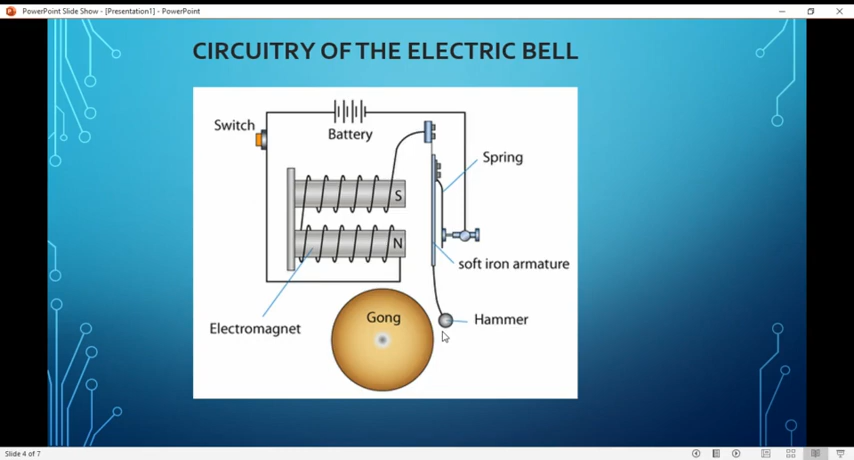 PowerPoint Slide Show - [Presentation1] - PowerPoint
CIRCUITRY OF THE ELECTRIC BELL
Switch
Battery
Spring
S
N
soft iron armature
Gong
Hammer
Electromagnet
Slide 4 of 7